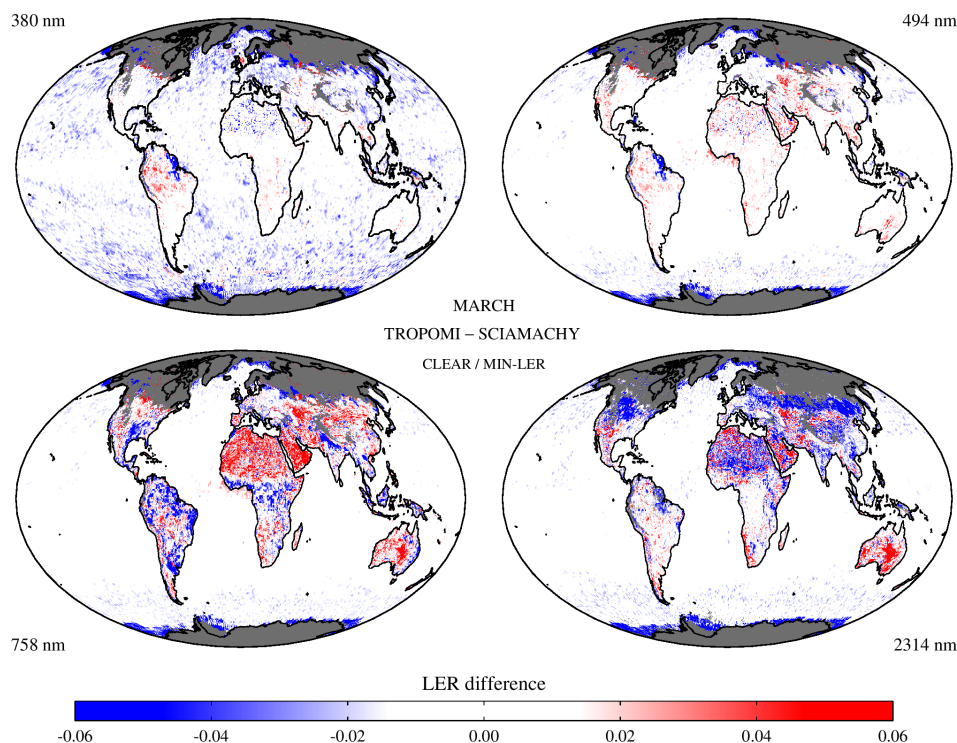 380 nm
494 nm
MARCH
TROPOMI − SCIAMACHY
CLEAR / MIN-LER
758 nm
2314 nm
LER difference
-0.06 -0.04 -0.02 0.00 0.02 0.04 0.06